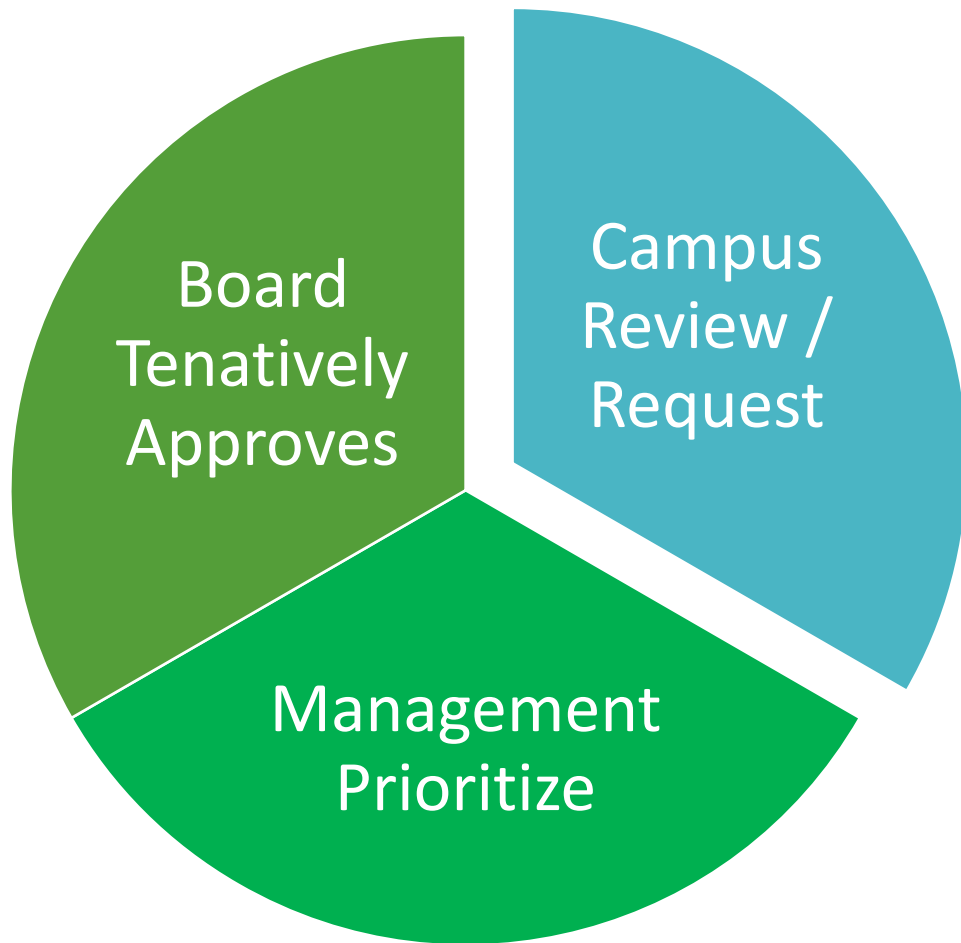 Campus
Review /
Request
Management
Prioritize
Board
Tenatively
Approves